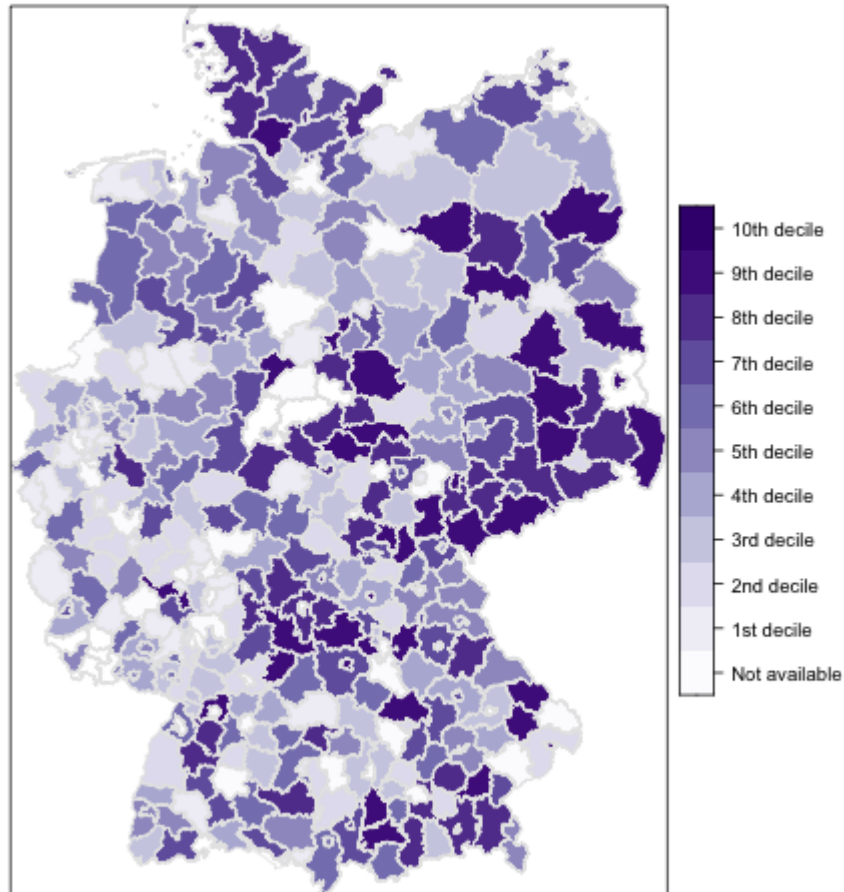 10th decile
9th decile
8th decile
7th decile
6th decile
5th decile
4th decile
3rd decile
2nd decile
1st decile
Not available